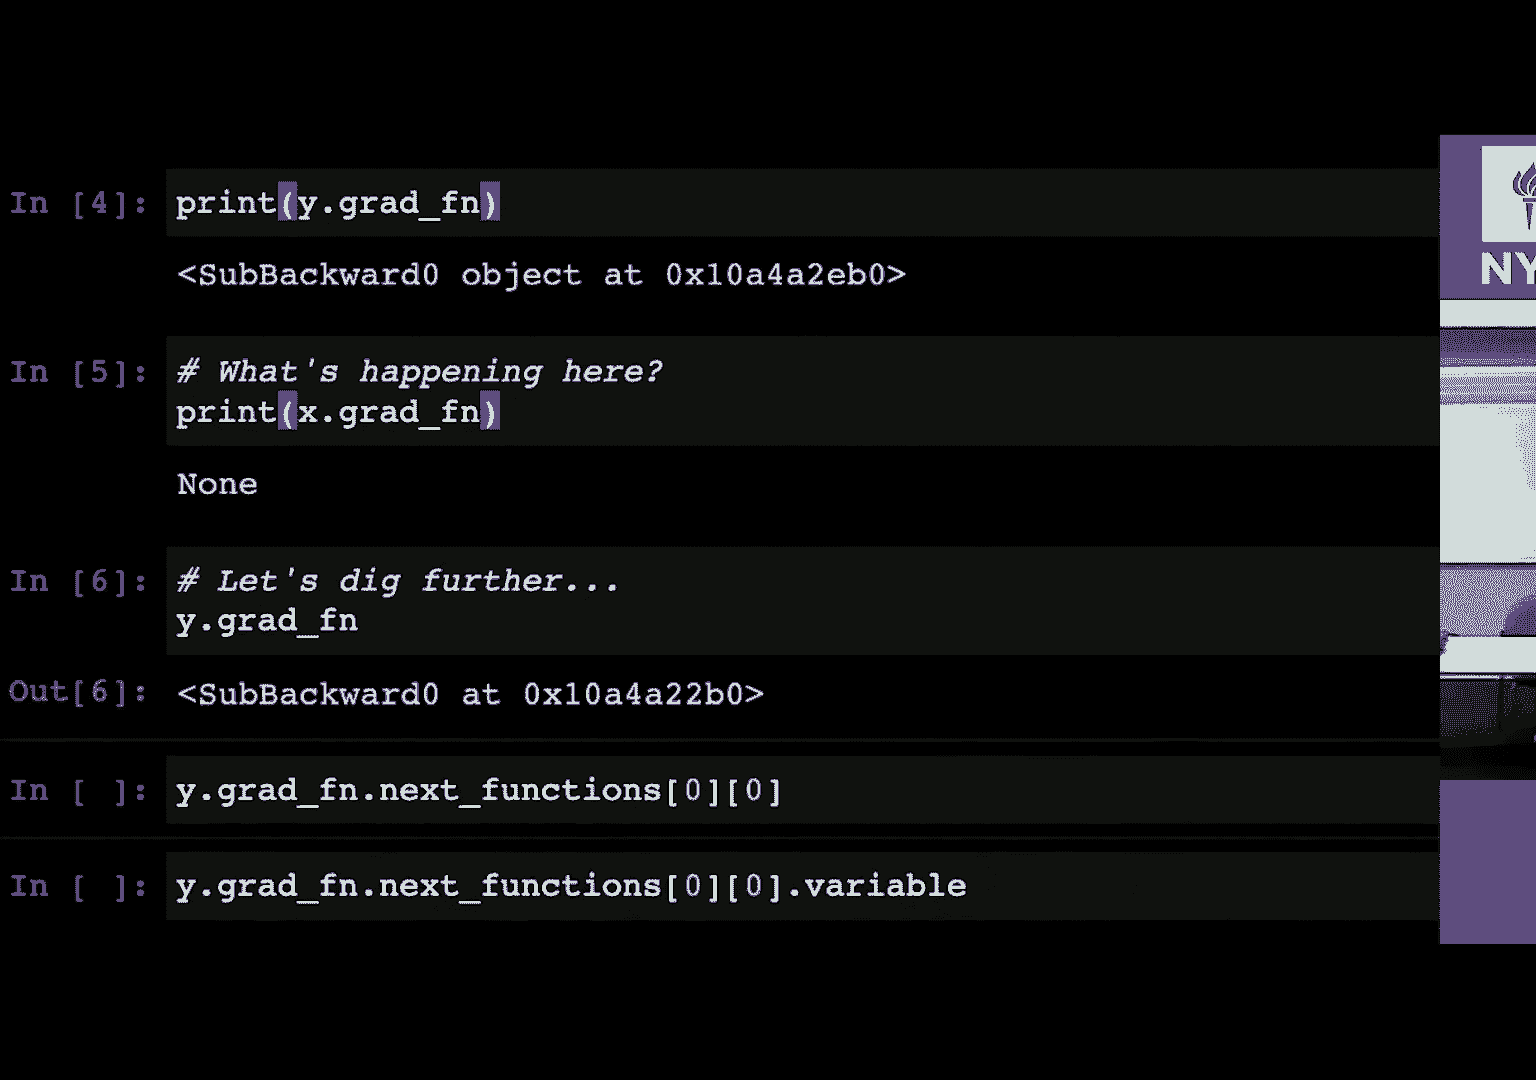 In [4]: print(y.grad_fn)
<SubBackward0 object at 0x10a4a2eb0>
In [5]: # What's happening here?
print(x.grad_fn)
None
In [6]: # Let's dig further...
y.grad_fn
Out[6]: <SubBackward0 at 0x10a4a22b0>
In [ ]: y.grad_fn.next_functions[0][0]
In [ ]: y.grad_fn.next_functions[0][0].variable
NY